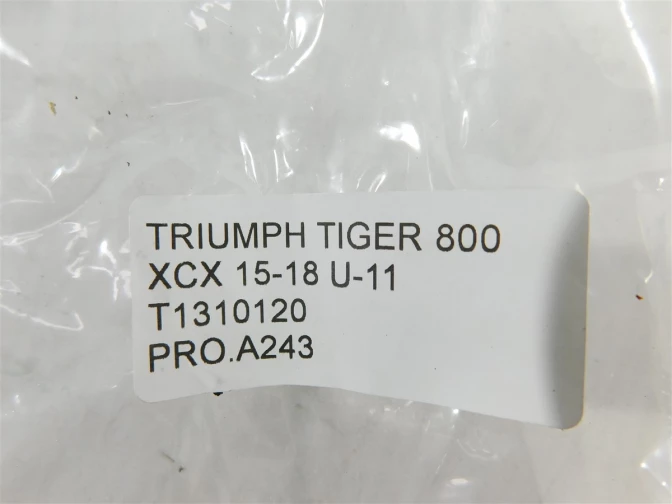 TRIUMPH TIGER 800
XCX 15-18 U-11
T1310120
PRO.A243